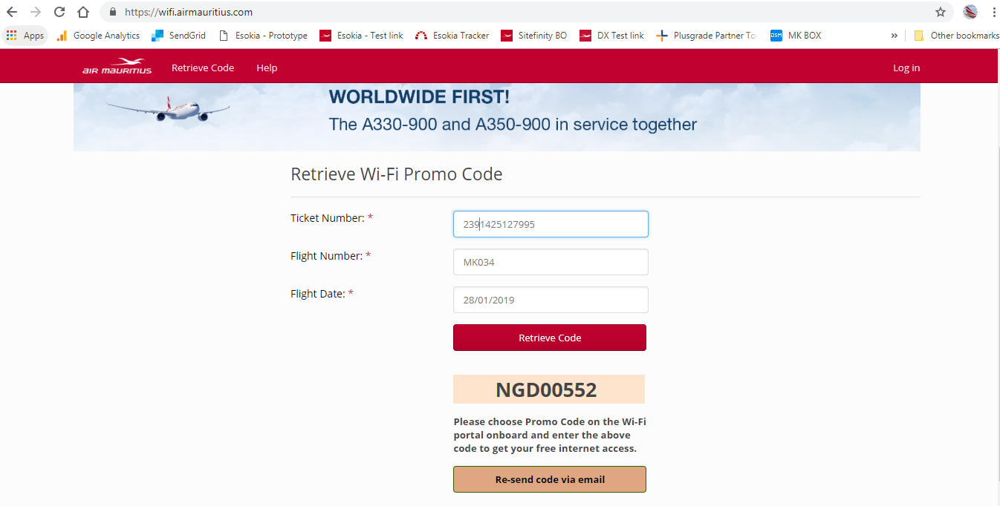 https://wifi.airmauritius.com
Apps
Google Analytics
SendGrid
Esokia - Prototype
Esokia - Test link
Esokia Tracker
Sitefinity BO
DX Test link
Plusgrade Partner To
DSM
MK BOX
»
Other bookmarks
AIR MAURITIUS
Retrieve Code
Help
Log in
WORLDWIDE FIRST!
The A330-900 and A350-900 in service together
Retrieve Wi-Fi Promo Code
Ticket Number: *
2391425127995
Flight Number: *
MK034
Flight Date: *
28/01/2019
Retrieve Code
NGD00552
Please choose Promo Code on the Wi-Fi
portal onboard and enter the above
code to get your free internet access.
Re-send code via email